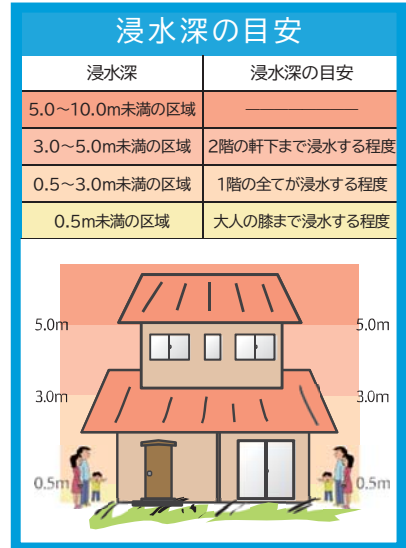 浸水深の目安
浸水深 浸水深の目安
5.0～10.0m未満の区域 ――――――
3.0～5.0m未満の区域 2階の軒下まで浸水する程度
0.5～3.0m未満の区域 1階の全てが浸水する程度
0.5m未満の区域 大人の膝まで浸水する程度
5.0m 5.0m
3.0m 3.0m
0.5m 0.5m